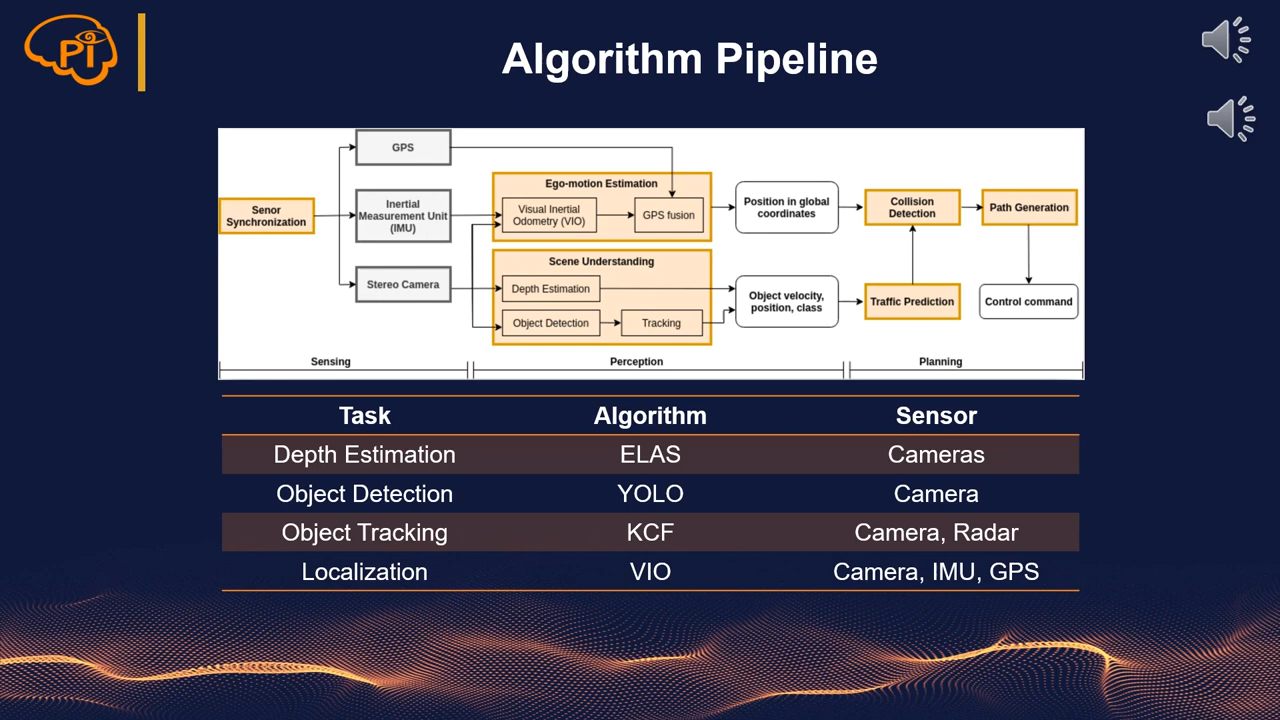 Pi
Algorithm Pipeline
GPS
Senor
Synchronization
Inertial
Measurement Unit
(IMU)
Stereo Camera
Ego-motion Estimation
Visual Inertial
Odometry (VIO)
GPS fusion
Scene Understanding
Depth Estimation
Object Detection
Tracking
Position in global
coordinates
Object velocity,
position, class
Collision
Detection
Path Generation
Traffic Prediction
Control command
Sensing
Perception
Planning
Task Algorithm Sensor
Depth Estimation ELAS Cameras
Object Detection YOLO Camera
Object Tracking KCF Camera, Radar
Localization VIO Camera, IMU, GPS